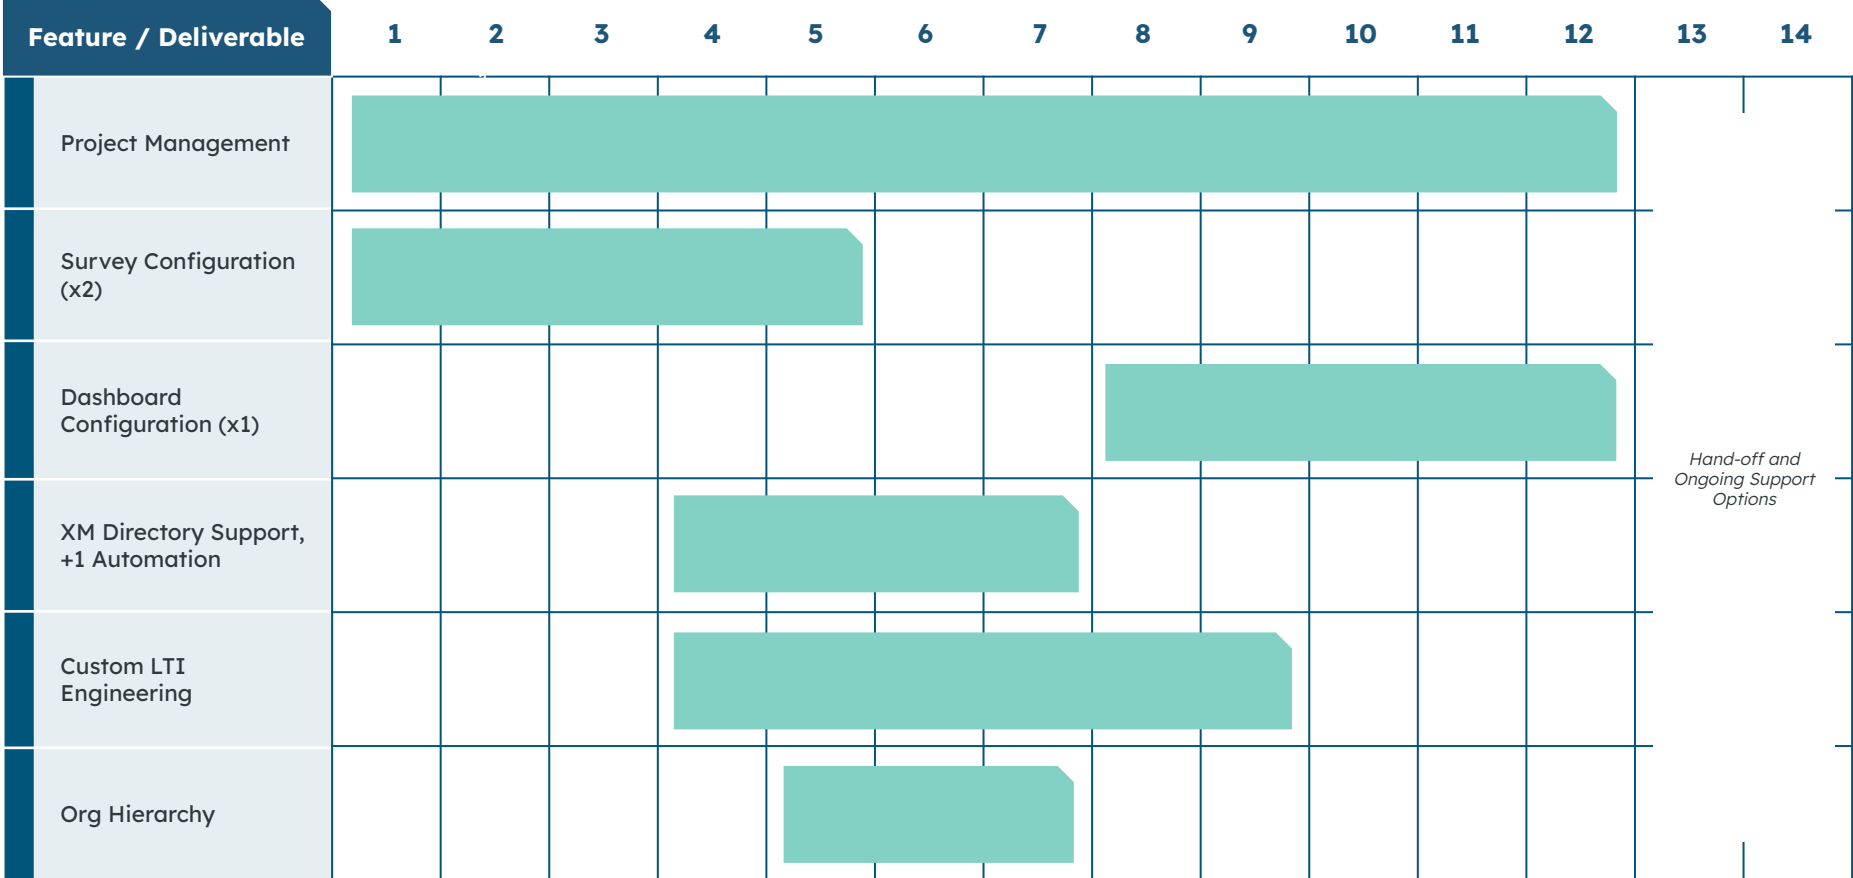 Feature / Deliverable 1 2 3 4 5 6 7 8 9 10 11 12 13 14
Project Management
Survey Configuration
(x2)
Dashboard
Configuration (x1)
Hand-off and
Ongoing Support
Options
XM Directory Support,
+1 Automation
Custom LTI
Engineering
Org Hierarchy